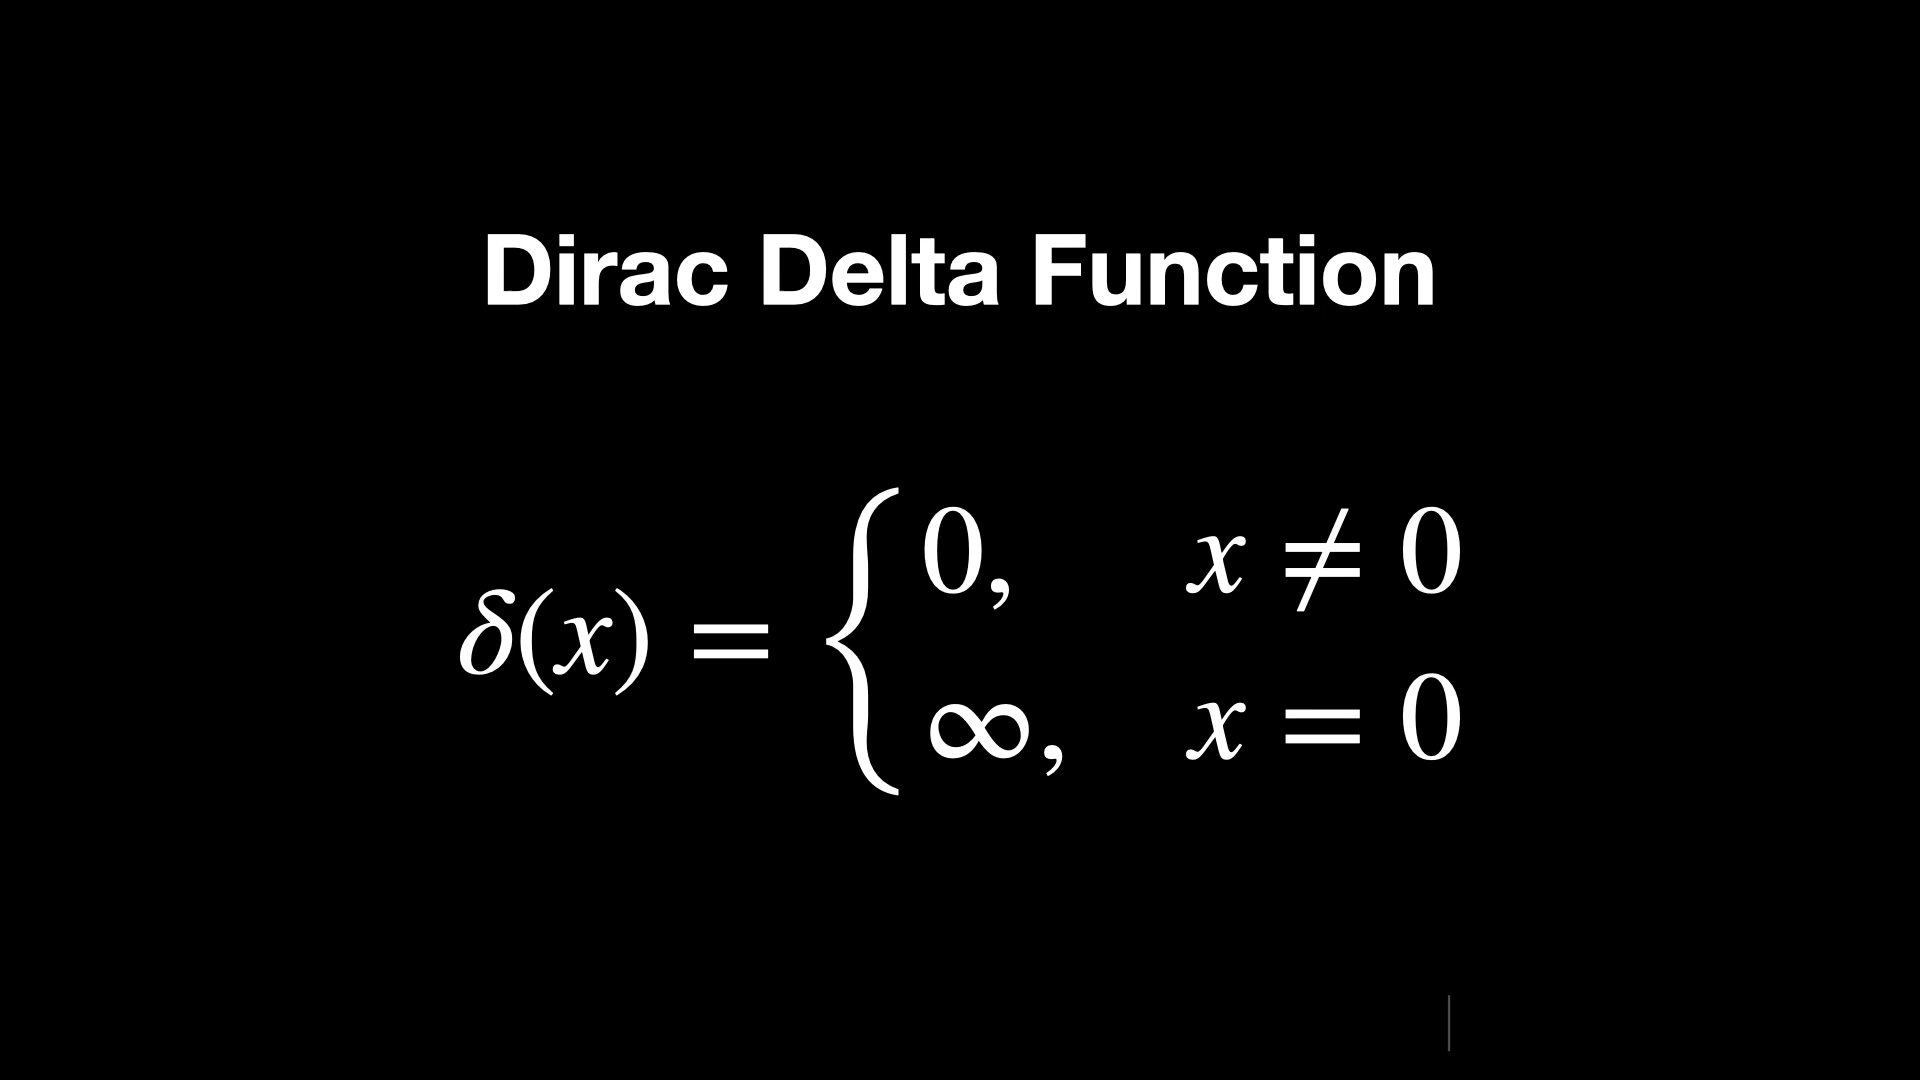 Dirac Delta Function
δ(x) = { 0, x ≠ 0
∞, x = 0